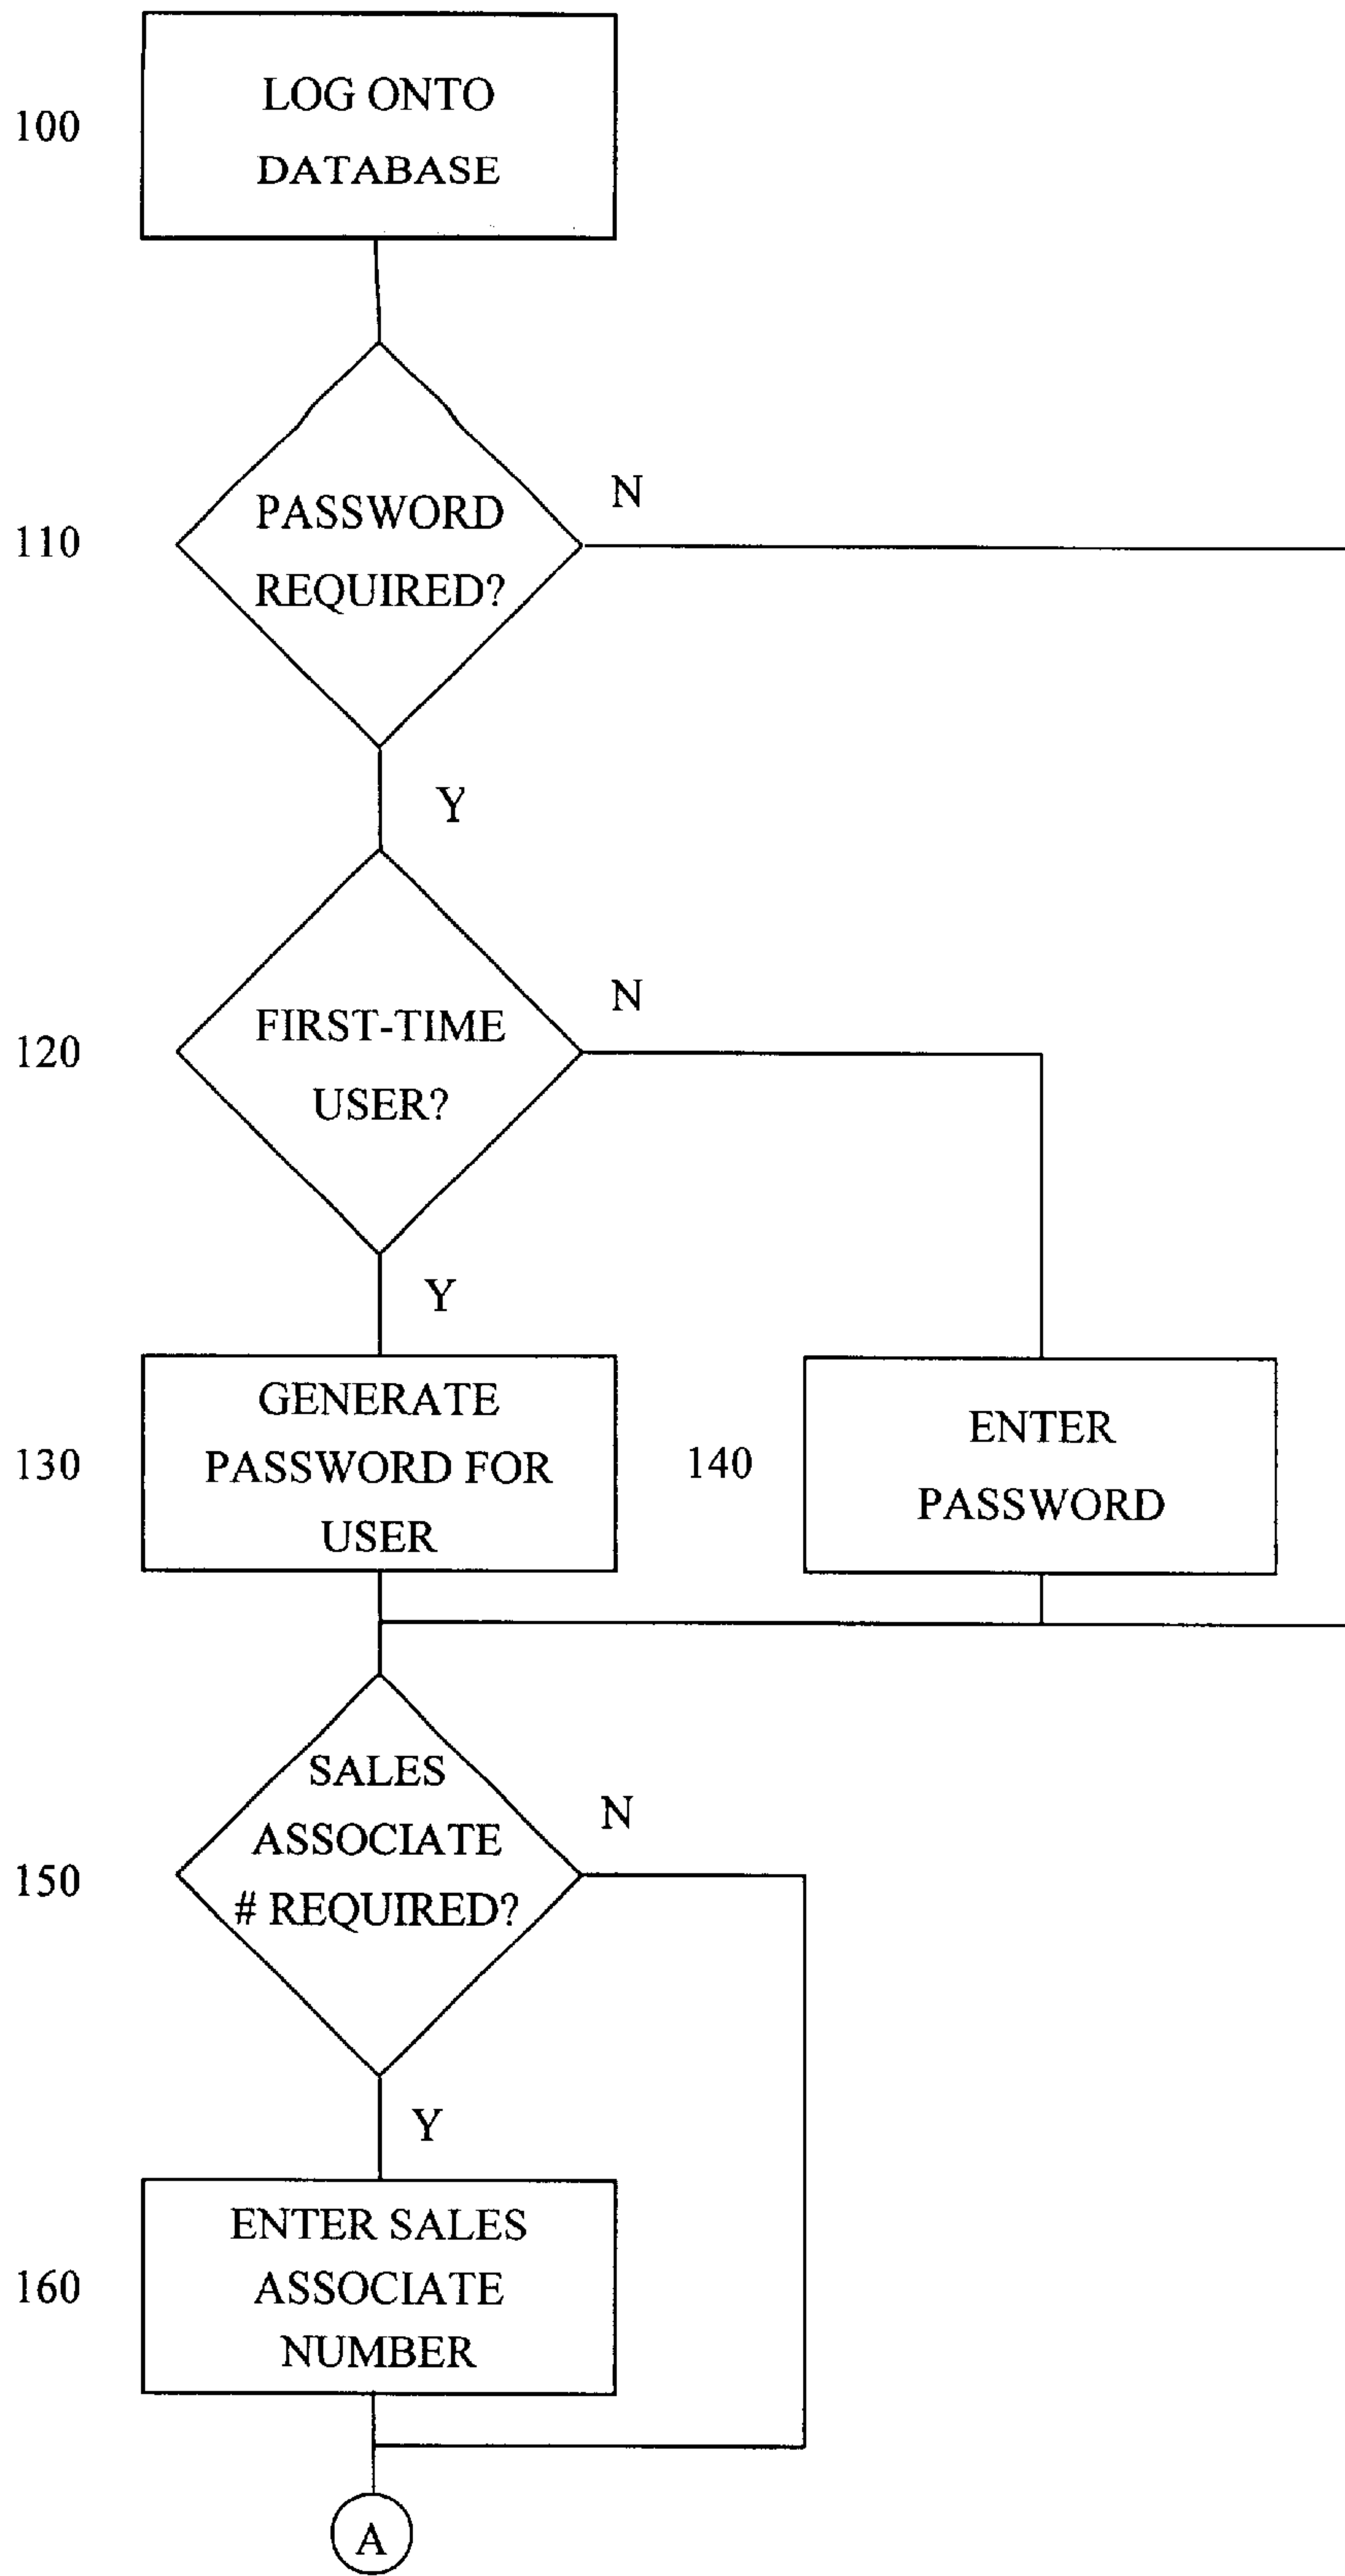 100
LOG ONTO
DATABASE
110
PASSWORD
REQUIRED?
N
Y
120
FIRST-TIME
USER?
N
Y
130
GENERATE
PASSWORD FOR
USER
140
ENTER
PASSWORD
150
SALES
ASSOCIATE
# REQUIRED?
N
Y
160
ENTER SALES
ASSOCIATE
NUMBER
A